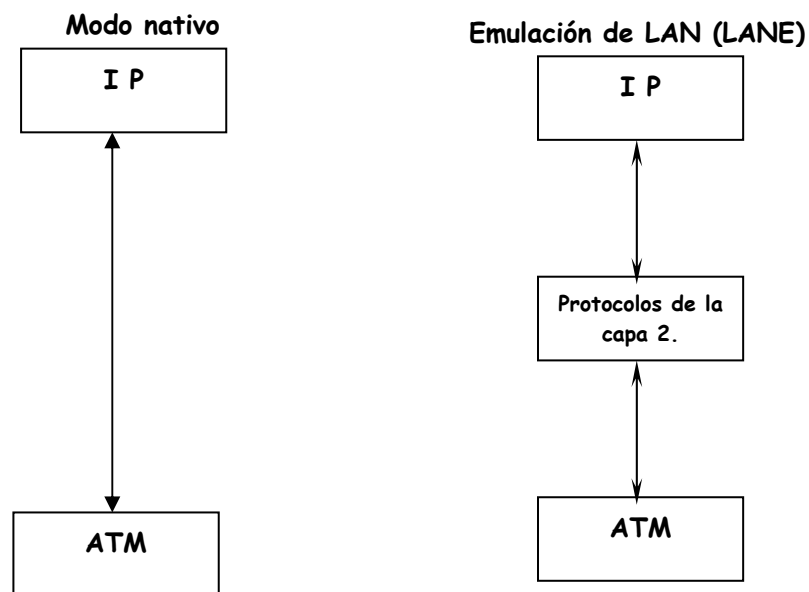 Modo nativo
I P
ATM
Emulación de LAN (LANE)
I P
Protocolos de la
capa 2.
ATM